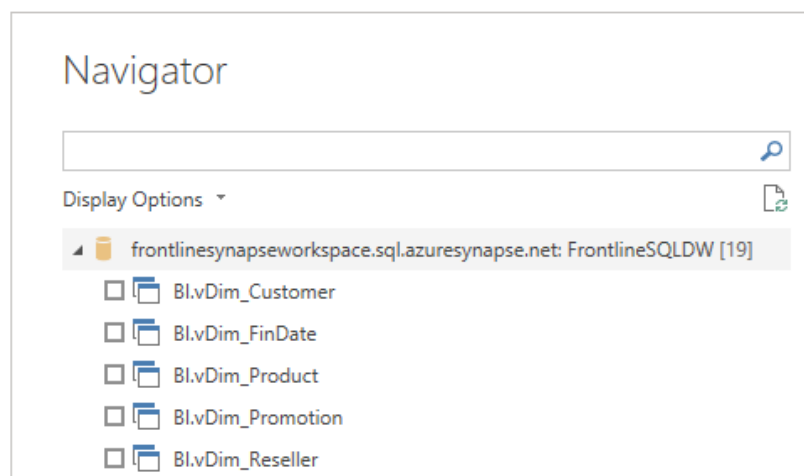 Navigator
Display Options
frontlinesynapseworkspace.sql.azuresynapse.net: FrontlineSQLDW [19]
BI.vDim_Customer
BI.vDim_FinDate
BI.vDim_Product
BI.vDim_Promotion
BI.vDim_Reseller